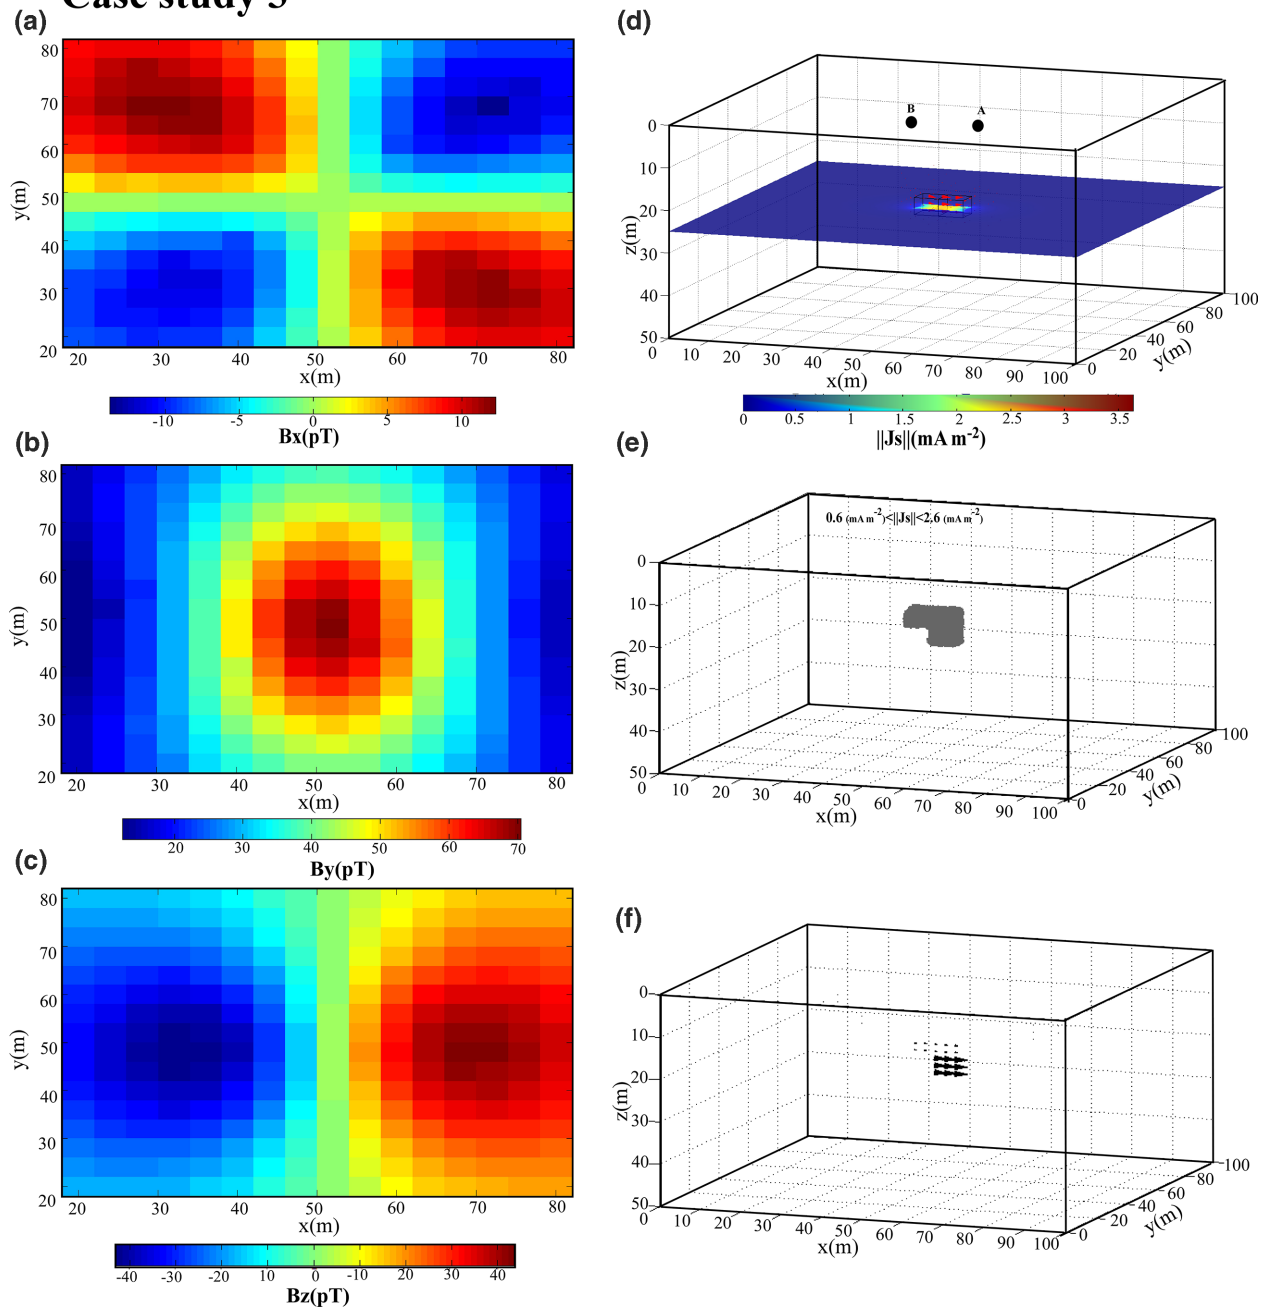 Case study 3
(a)
80
70
60
50
40
30
20
y(m)
20 30 40 50 60 70 80
x(m)
-10 -5 0 5 10
Bx(pT)
(b)
80
70
60
50
40
30
20
y(m)
20 30 40 50 60 70 80
x(m)
20 30 40 50 60 70
By(pT)
(c)
80
70
60
50
40
30
20
y(m)
20 30 40 50 60 70 80
x(m)
-40 -30 -20 10 0 -10 20 30 40
Bz(pT)
(d)
B A
0
10
20
30
40
50
z(m)
0 10 20 30 40 50 60 70 80 90 100
x(m)
0 20 40 60 80 100
y(m)
0 0.5 1 1.5 2 2.5 3 3.5
||Js||(mA m-2)
(e)
0.6 (mA m-2)<||Js||<2.6 (mA m-2)
0
10
20
30
40
50
z(m)
0 10 20 30 40 50 60 70 80 90 100
x(m)
0 20 40 60 80 100
y(m)
(f)
0
10
20
30
40
50
z(m)
0 10 20 30 40 50 60 70 80 90 100
x(m)
0 20 40 60 80 100
y(m)